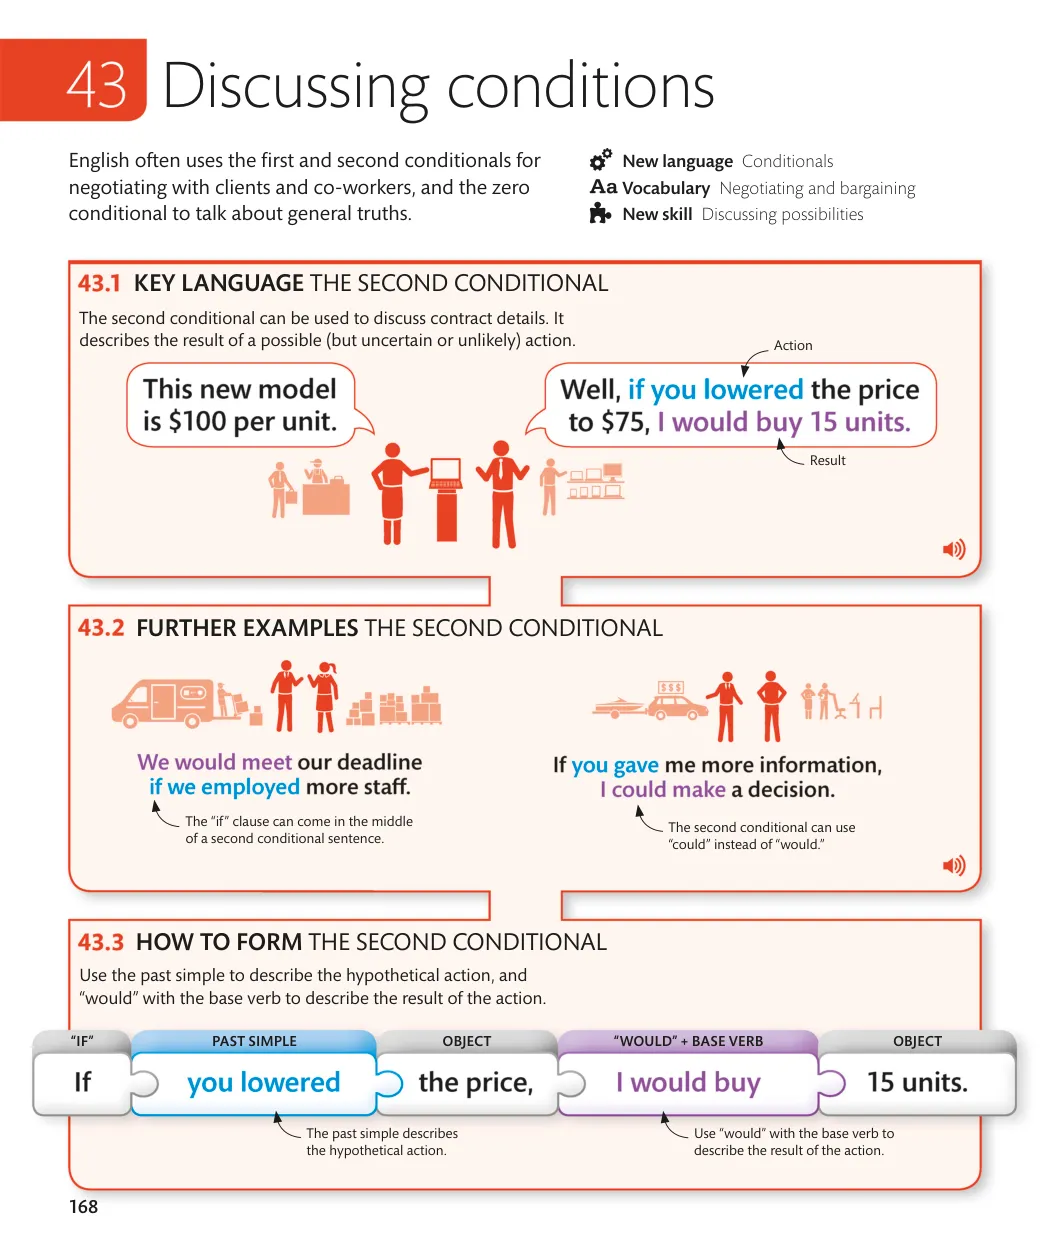 43 Discussing conditions
English often uses the first and second conditionals for
negotiating with clients and co-workers, and the zero
conditional to talk about general truths.
New language Conditionals
Aa Vocabulary Negotiating and bargaining
New skill Discussing possibilities
43.1 KEY LANGUAGE THE SECOND CONDITIONAL
The second conditional can be used to discuss contract details. It
describes the result of a possible (but uncertain or unlikely) action.
Action
This new model
is $100 per unit.
Well, if you lowered the price
to $75, I would buy 15 units.
Result
43.2 FURTHER EXAMPLES THE SECOND CONDITIONAL
$$$
We would meet our deadline
if we employed more staff.
The “if” clause can come in the middle
of a second conditional sentence.
If you gave me more information,
I could make a decision.
The second conditional can use
“could” instead of “would.”
43.3 HOW TO FORM THE SECOND CONDITIONAL
Use the past simple to describe the hypothetical action, and
“would” with the base verb to describe the result of the action.
“IF” PAST SIMPLE OBJECT “WOULD” + BASE VERB OBJECT
If you lowered the price, I would buy 15 units.
The past simple describes
the hypothetical action.
Use “would” with the base verb to
describe the result of the action.
168